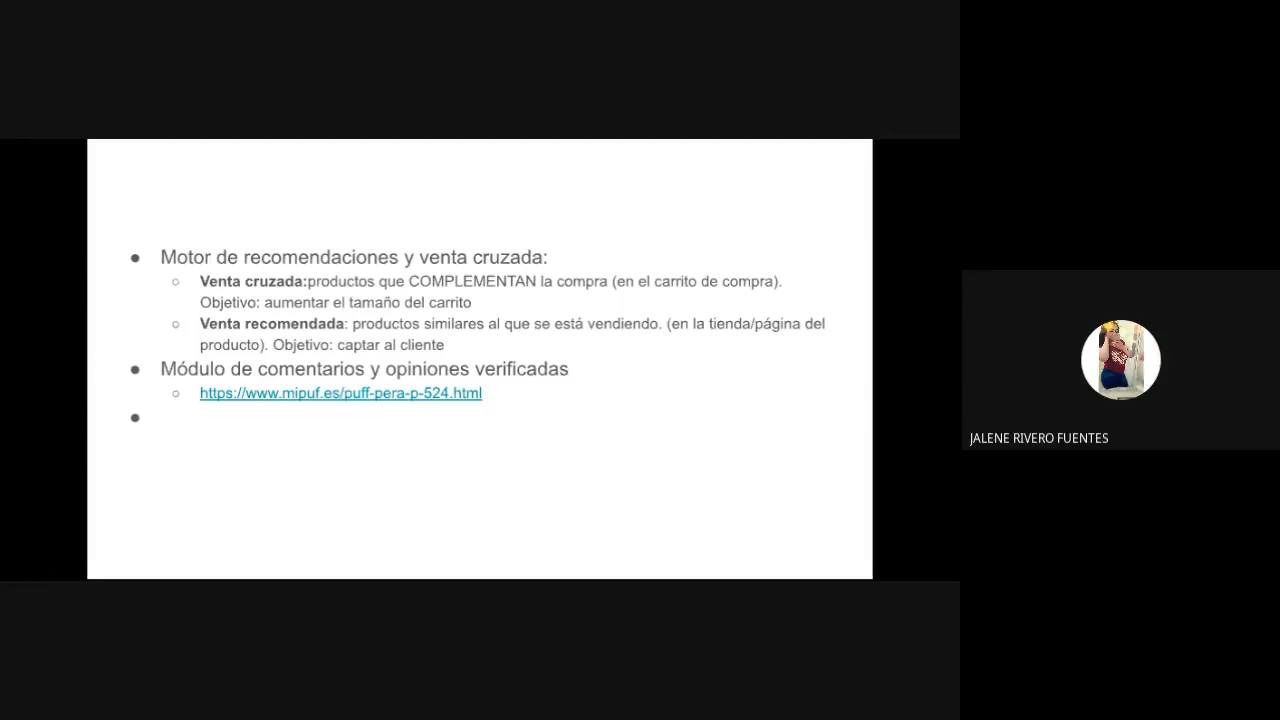 Motor de recomendaciones y venta cruzada:
Venta cruzada:productos que COMPLEMENTAN la compra (en el carrito de compra).
Objetivo: aumentar el tamaño del carrito
Venta recomendada: productos similares al que se está vendiendo. (en la tienda/página del
producto). Objetivo: captar al cliente
Módulo de comentarios y opiniones verificadas
https://www.mipuf.es/puff-pera-p-524.html
JALENE RIVERO FUENTES